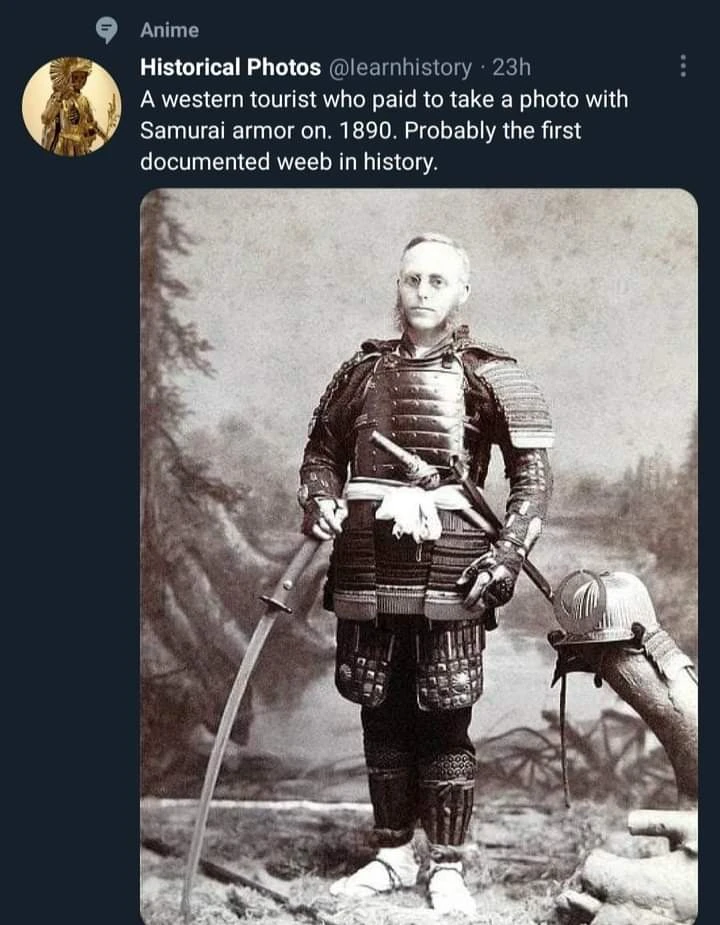 Anime
Historical Photos @learnhistory · 23h
A western tourist who paid to take a photo with
Samurai armor on. 1890. Probably the first
documented weeb in history.